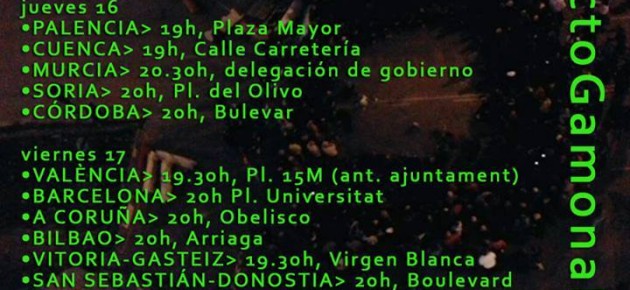 jueves 16
•PALENCIA> 19h, Plaza Mayor
•CUENCA> 19h, Calle Carretería
•MURCIA> 20.30h, delegación de gobierno
•SORIA> 20h, Pl. del Olivo
•CÓRDOBA> 20h, Bulevar
viernes 17
•VALÈNCIA> 19.30h, Pl. 15M (ant. ajuntament)
•BARCELONA> 20h Pl. Universitat
•A CORUÑA> 20h, Obelisco
•BILBAO> 20h, Arriaga
•VITORIA-GASTEIZ> 19.30h, Virgen Blanca
•SAN SEBASTIÁN-DONOSTIA> 20h, Boulevard
ctoGamona